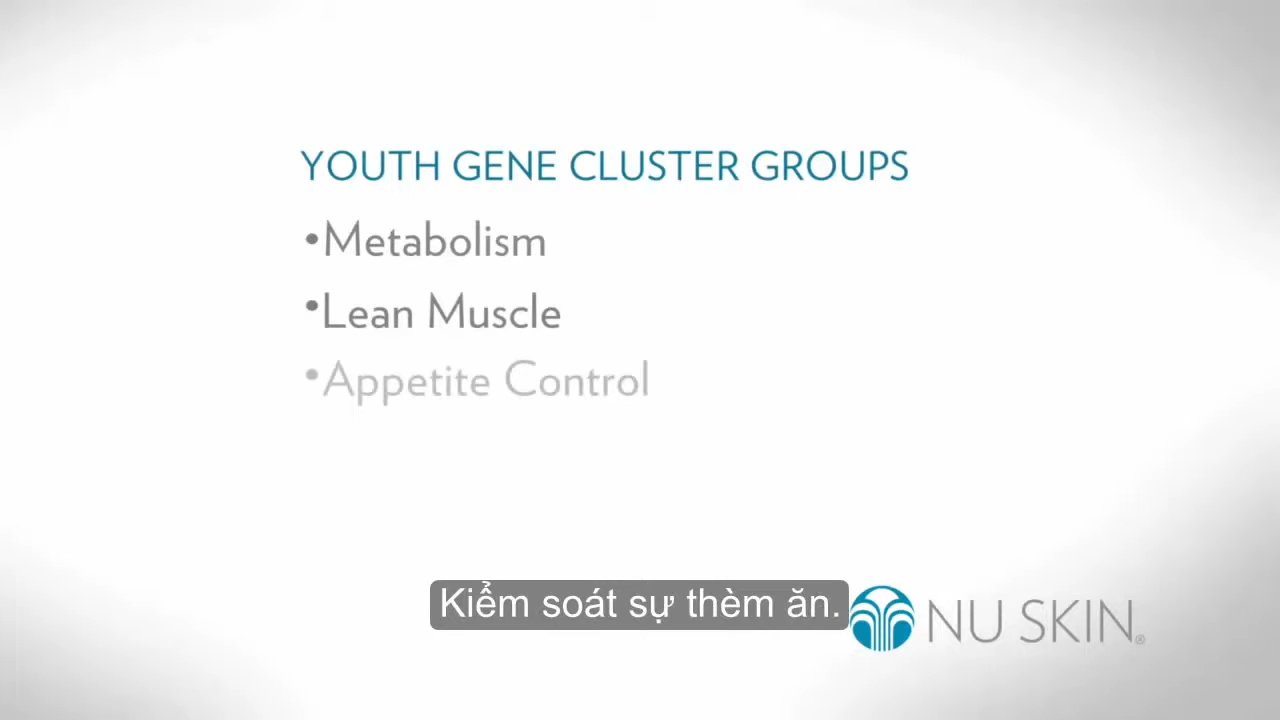 YOUTH GENE CLUSTER GROUPS
•Metabolism
•Lean Muscle
•Appetite Control
Kiểm soát sự thèm ăn.
NU SKIN®